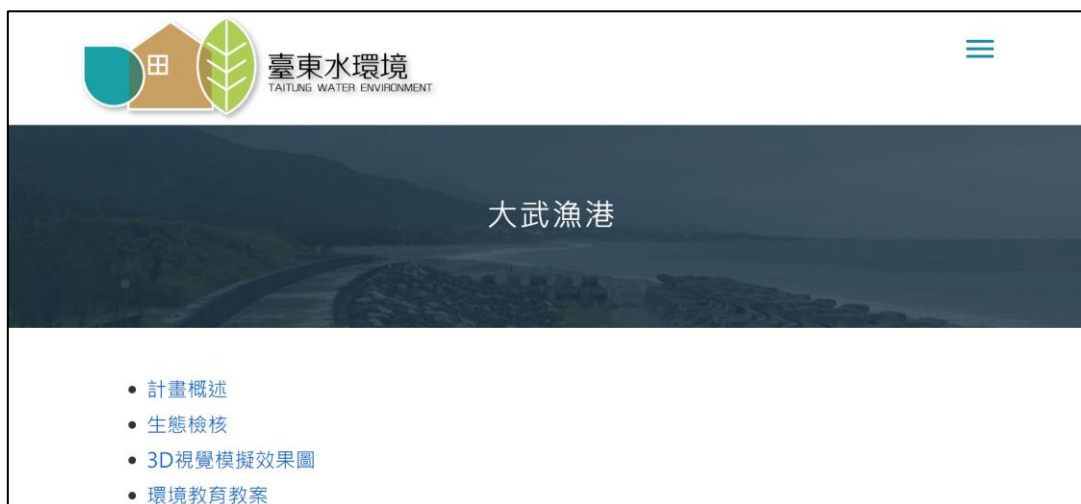 臺東水環境
TAITUNG WATER ENVIRONMENT
大武漁港
計畫概述
生態檢核
3D視覺模擬效果圖
環境教育教案